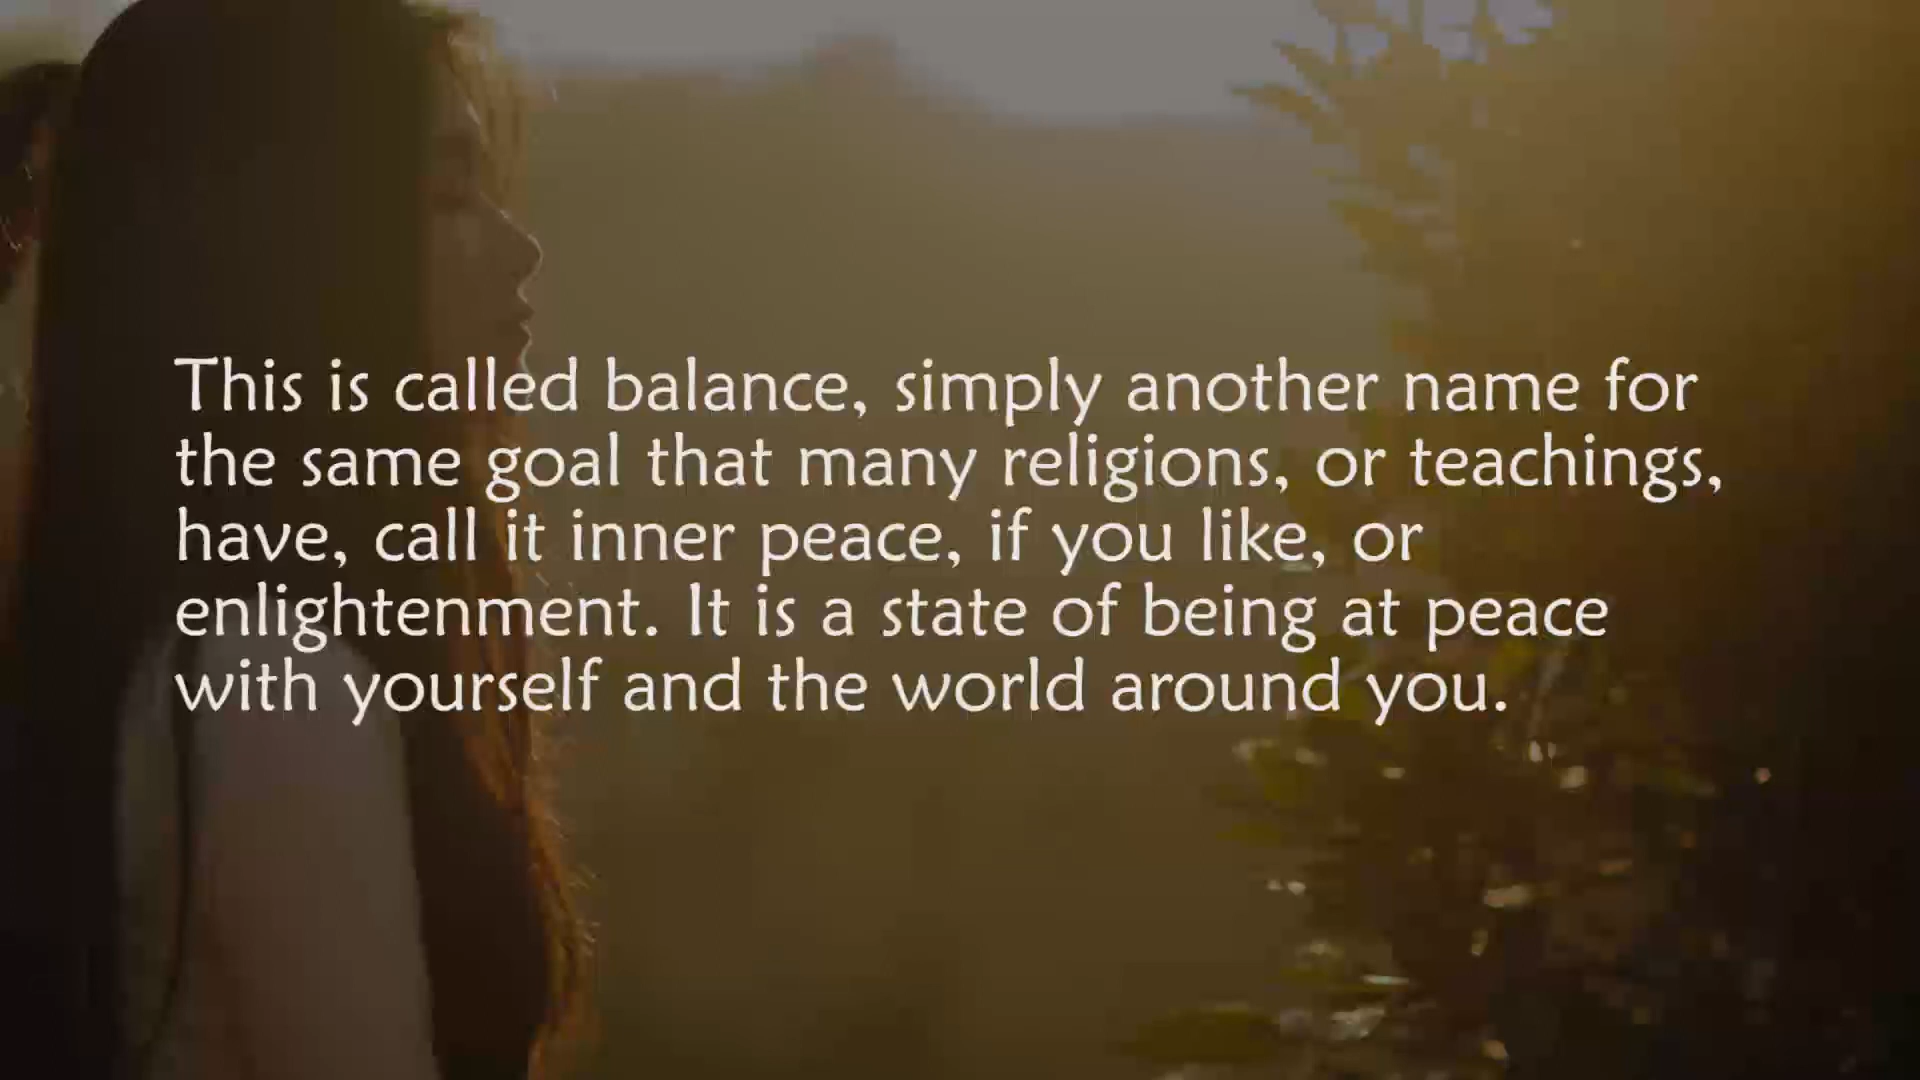 This is called balance, simply another name for
the same goal that many religions, or teachings,
have, call it inner peace, if you like, or
enlightenment. It is a state of being at peace
with yourself and the world around you.